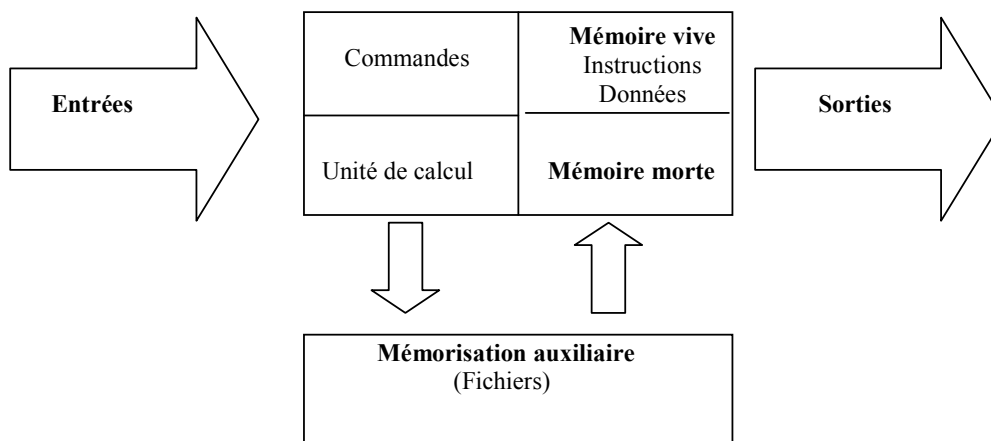 Entrées
Commandes
Unité de calcul
Mémoire vive
Instructions
Données
Mémoire morte
Sorties
Mémorisation auxiliaire
(Fichiers)